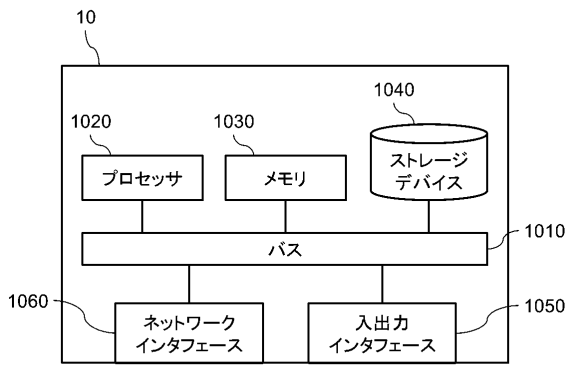 10
1020
1030
1040
プロセッサ
メモリ
ストレージ
デバイス
バス
1010
1060
ネットワーク
インタフェース
入出力
インタフェース
1050